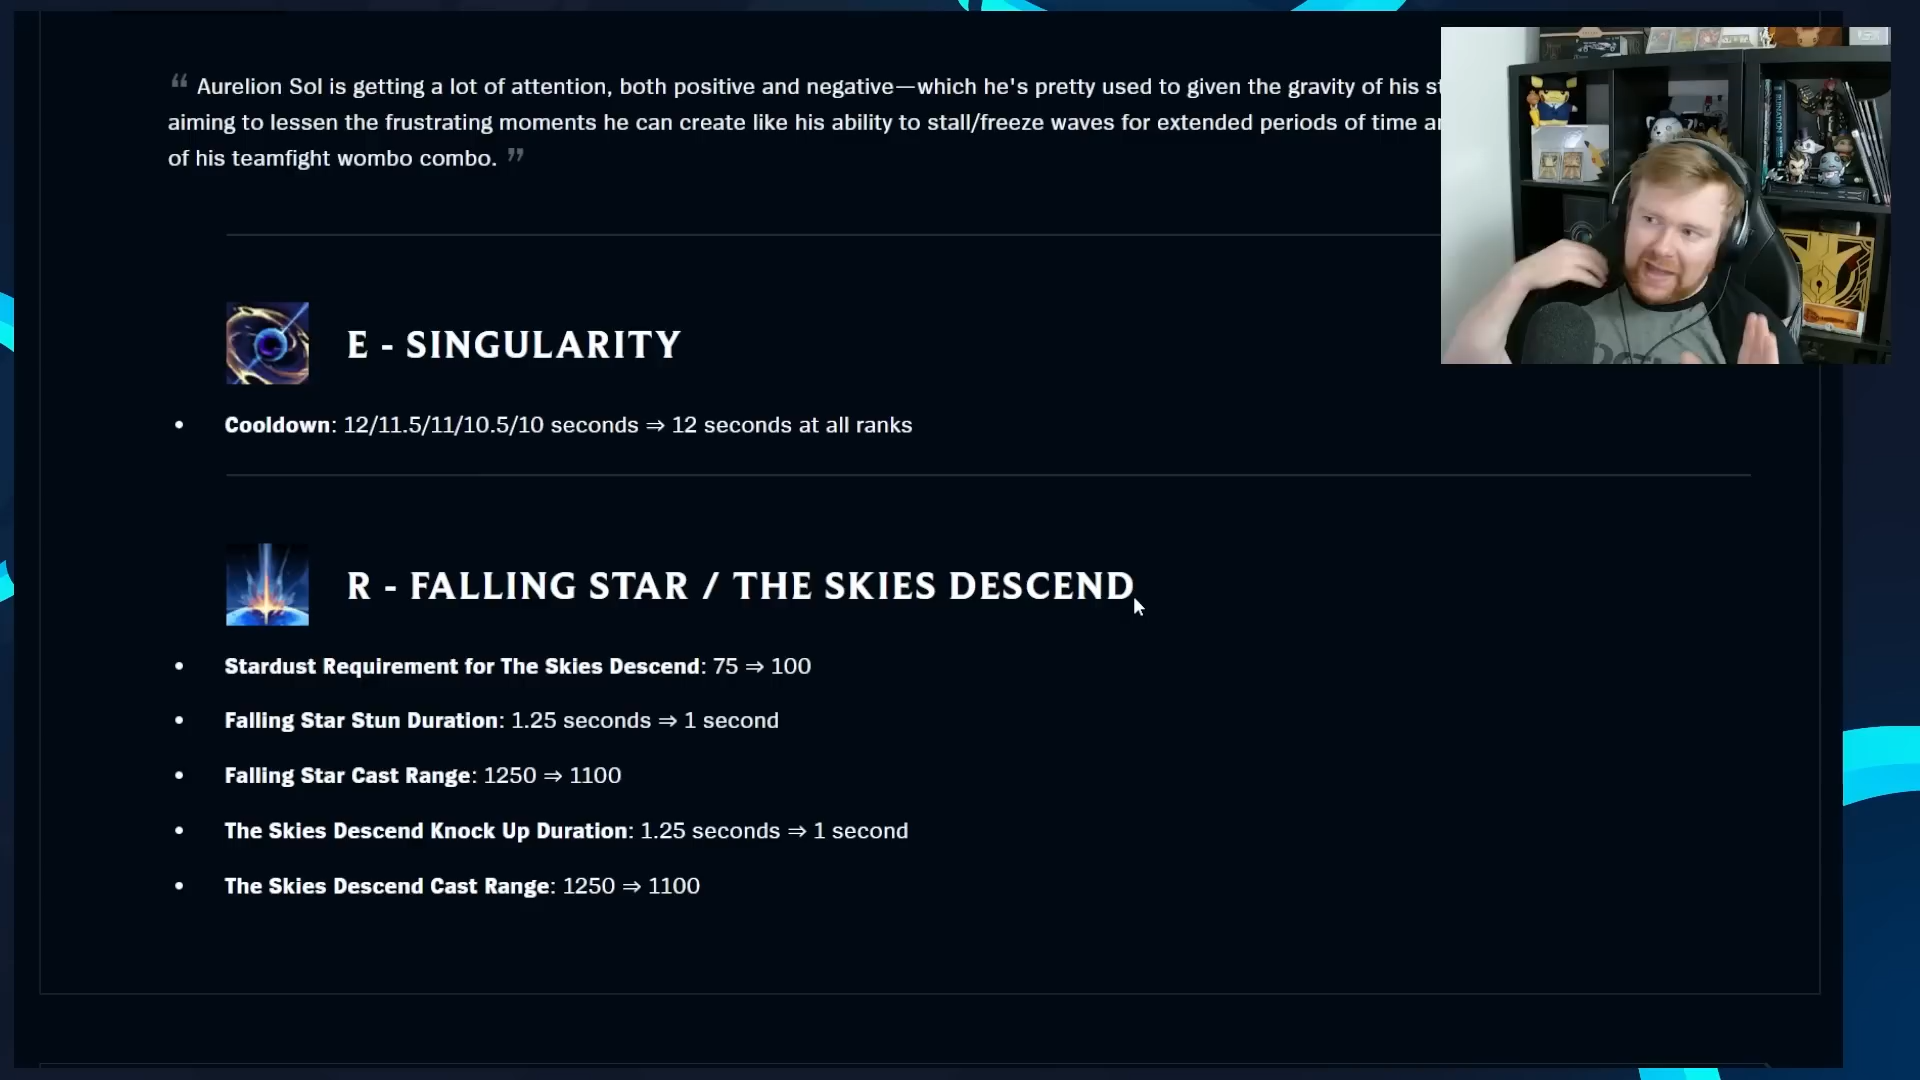 “ Aurelion Sol is getting a lot of attention, both positive and negative—which he's pretty used to given the gravity of his
aiming to lessen the frustrating moments he can create like his ability to stall/freeze waves for extended periods of time
of his teamfight wombo combo. ”
E - SINGULARITY
• Cooldown: 12/11.5/11/10.5/10 seconds ⇒ 12 seconds at all ranks
R - FALLING STAR / THE SKIES DESCEND
• Stardust Requirement for The Skies Descend: 75 ⇒ 100
• Falling Star Stun Duration: 1.25 seconds ⇒ 1 second
• Falling Star Cast Range: 1250 ⇒ 1100
• The Skies Descend Knock Up Duration: 1.25 seconds ⇒ 1 second
• The Skies Descend Cast Range: 1250 ⇒ 1100